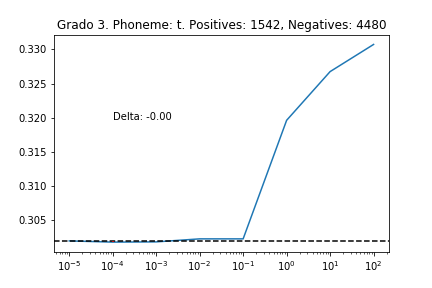 Grado 3. Phoneme: t. Positives: 1542, Negatives: 4480
0.330
0.325
0.320
0.315
0.310
0.305
Delta: -0.00
10⁻⁵ 10⁻⁴ 10⁻³ 10⁻² 10⁻¹ 10⁰ 10¹ 10²